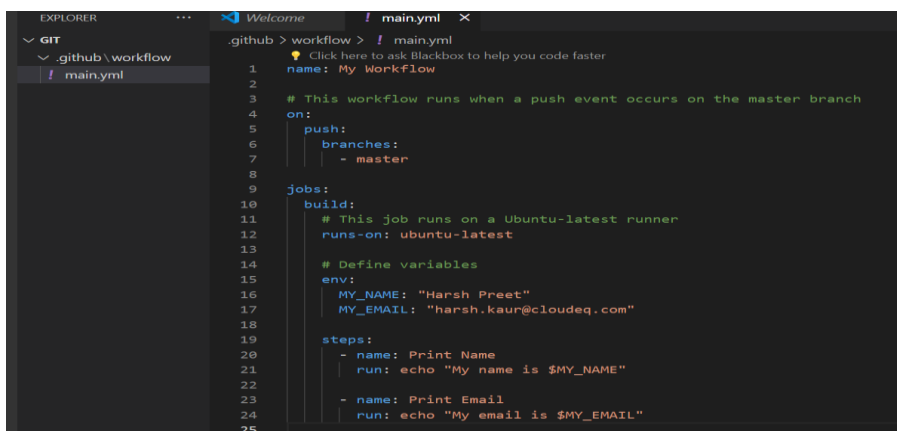 EXPLORER ...
GIT
.github\workflow
! main.yml
Welcome
! main.yml ×
.github > workflow > ! main.yml
Click here to ask Blackbox to help you code faster
1 name: My Workflow
2
3 # This workflow runs when a push event occurs on the master branch
4 on:
5 push:
6 branches:
7 - master
8
9 jobs:
10 build:
11 # This job runs on a Ubuntu-latest runner
12 runs-on: ubuntu-latest
13
14 # Define variables
15 env:
16 MY_NAME: "Harsh Preet"
17 MY_EMAIL: "harsh.kaur@cloudeq.com"
18
19 steps:
20 - name: Print Name
21 run: echo "My name is $MY_NAME"
22
23 - name: Print Email
24 run: echo "My email is $MY_EMAIL"
25